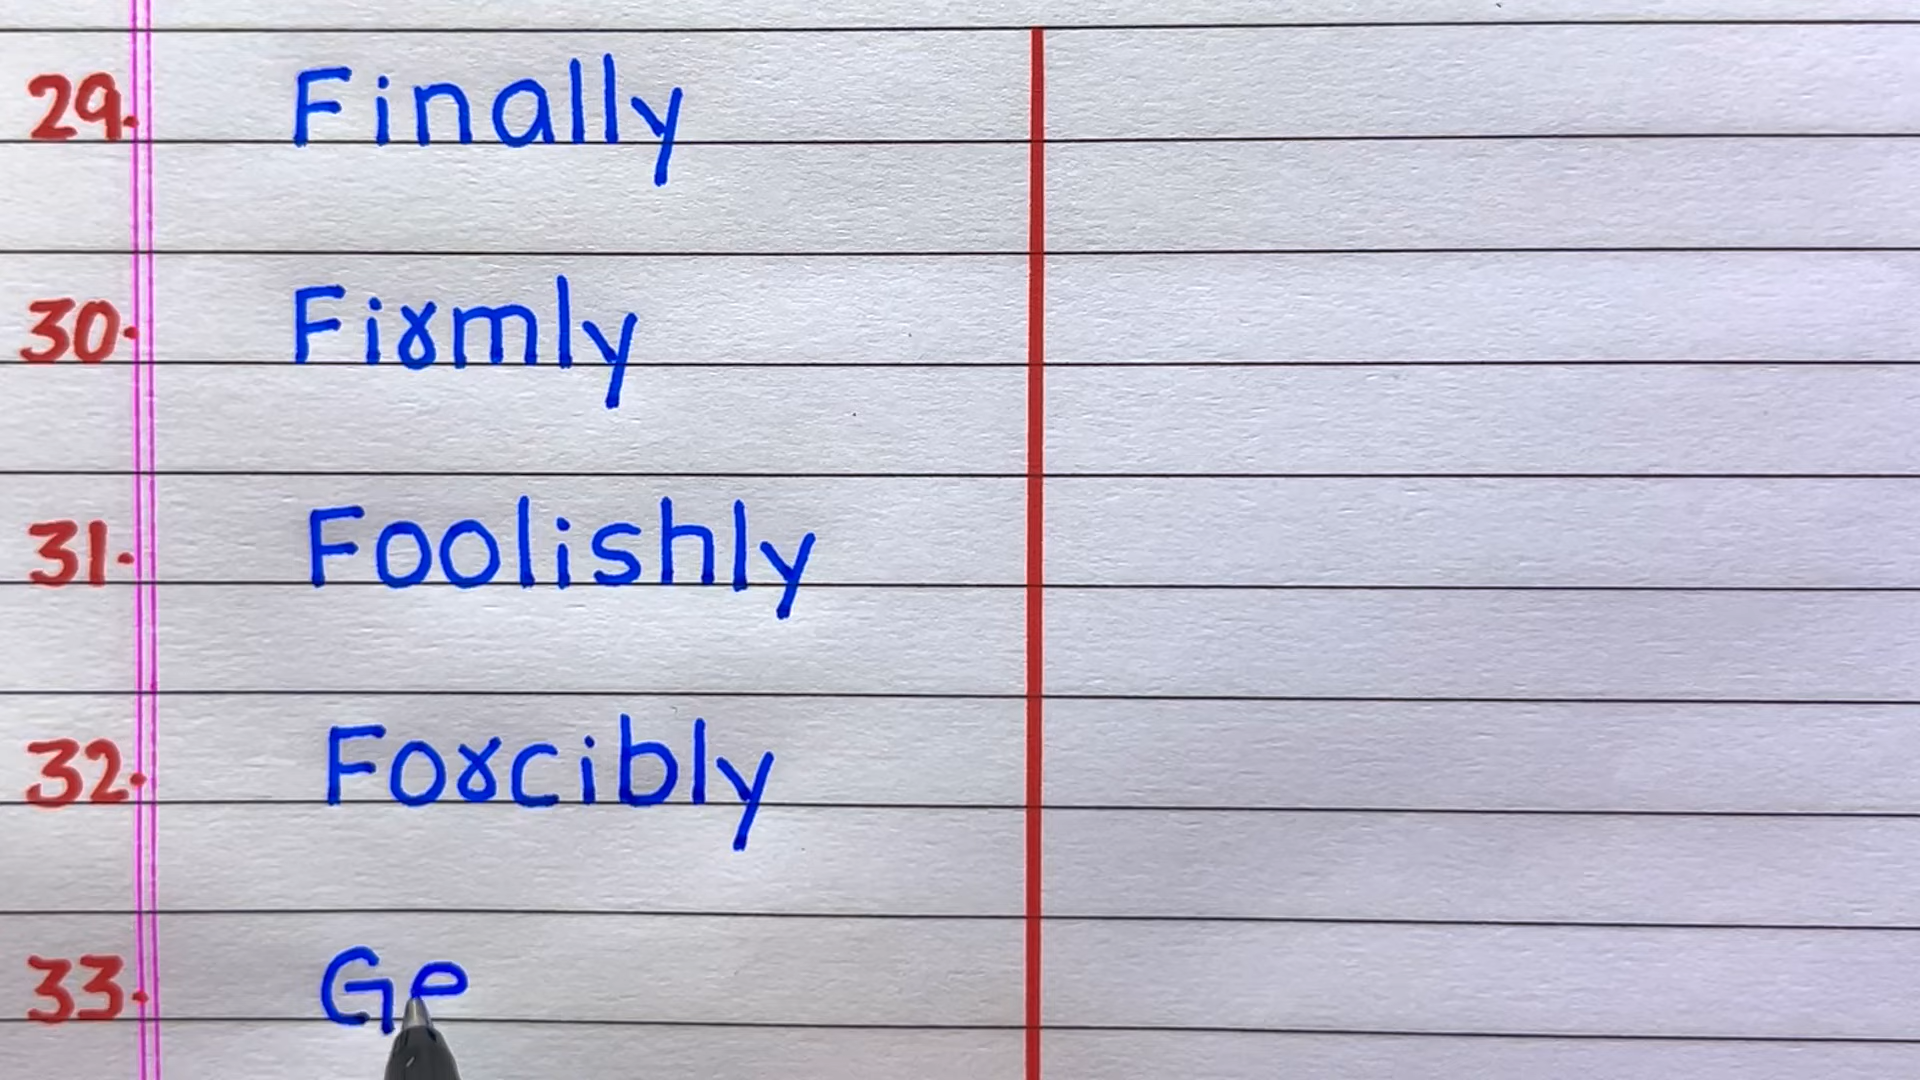 29. Finally
30. Firmly
31. Foolishly
32. Forcibly
33. Ge